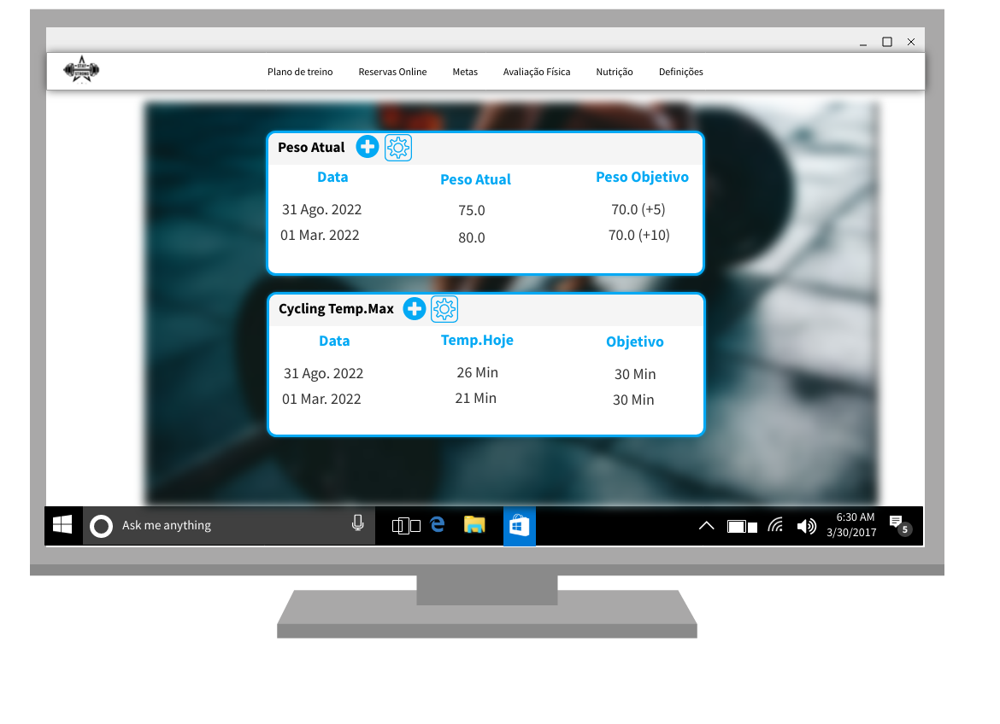 STAY
STRONG
Plano de treino Reservas Online Metas Avaliação Física Nutrição Definições
Peso Atual
Data Peso Atual Peso Objetivo
31 Ago. 2022 75.0 70.0 (+5)
01 Mar. 2022 80.0 70.0 (+10)
Cycling Temp.Max
Data Temp.Hoje Objetivo
31 Ago. 2022 26 Min 30 Min
01 Mar. 2022 21 Min 30 Min
Ask me anything
6:30 AM
3/30/2017
5